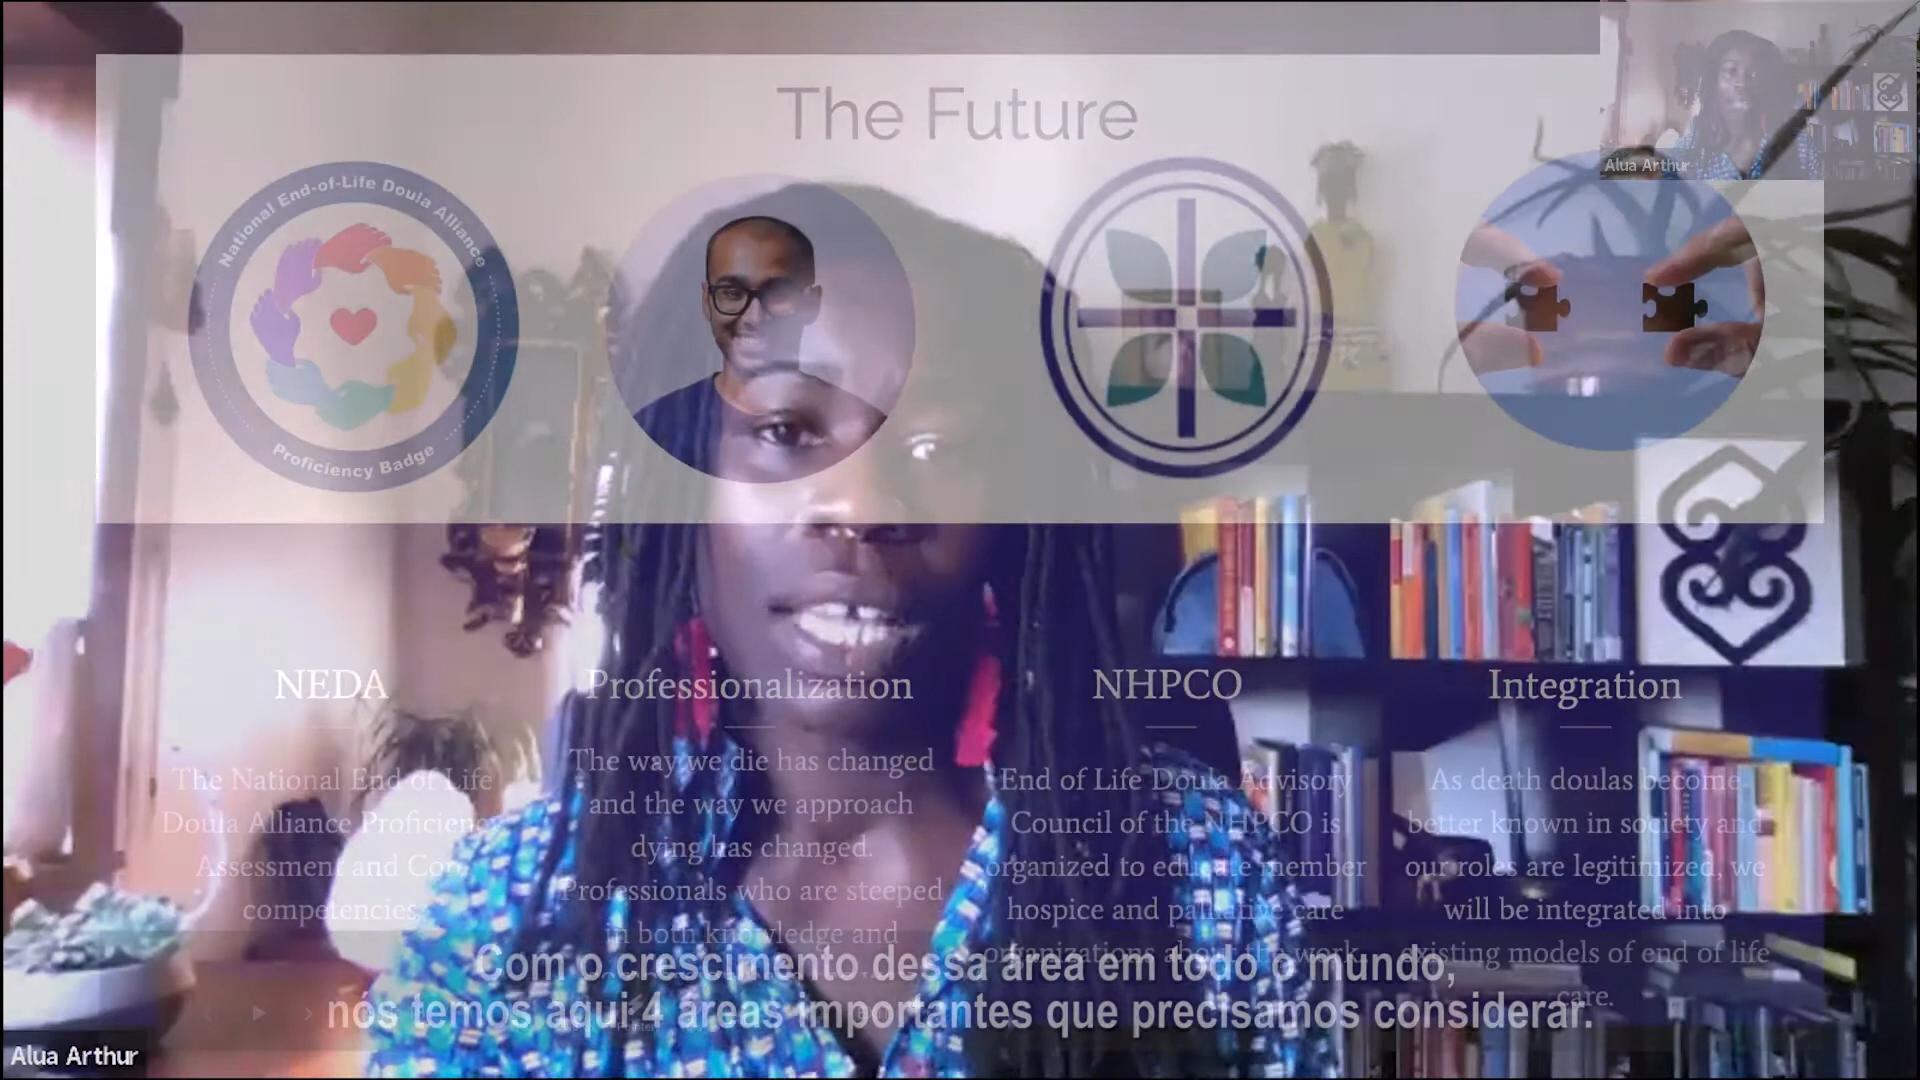 The Future
Alua Arthur
National End-of-Life Doula Alliance
Proficiency Badge
NEDA
The National End of Life
Doula Alliance Proficiency
Assessment and Core
competencies.
Professionalization
The way we die has changed
and the way we approach
dying has changed.
Professionals who are steeped
in both knowledge and
NHPCO
End of Life Doula Advisory
Council of the NHPCO is
organized to educate member
hospice and palliative care
organizations about the work
Integration
As death doulas become
better known in society and
our roles are legitimized, we
will be integrated into
existing models of end of life
care.
Com o crescimento dessa área em todo o mundo,
nós temos aqui 4 áreas importantes que precisamos considerar.
Alua Arthur